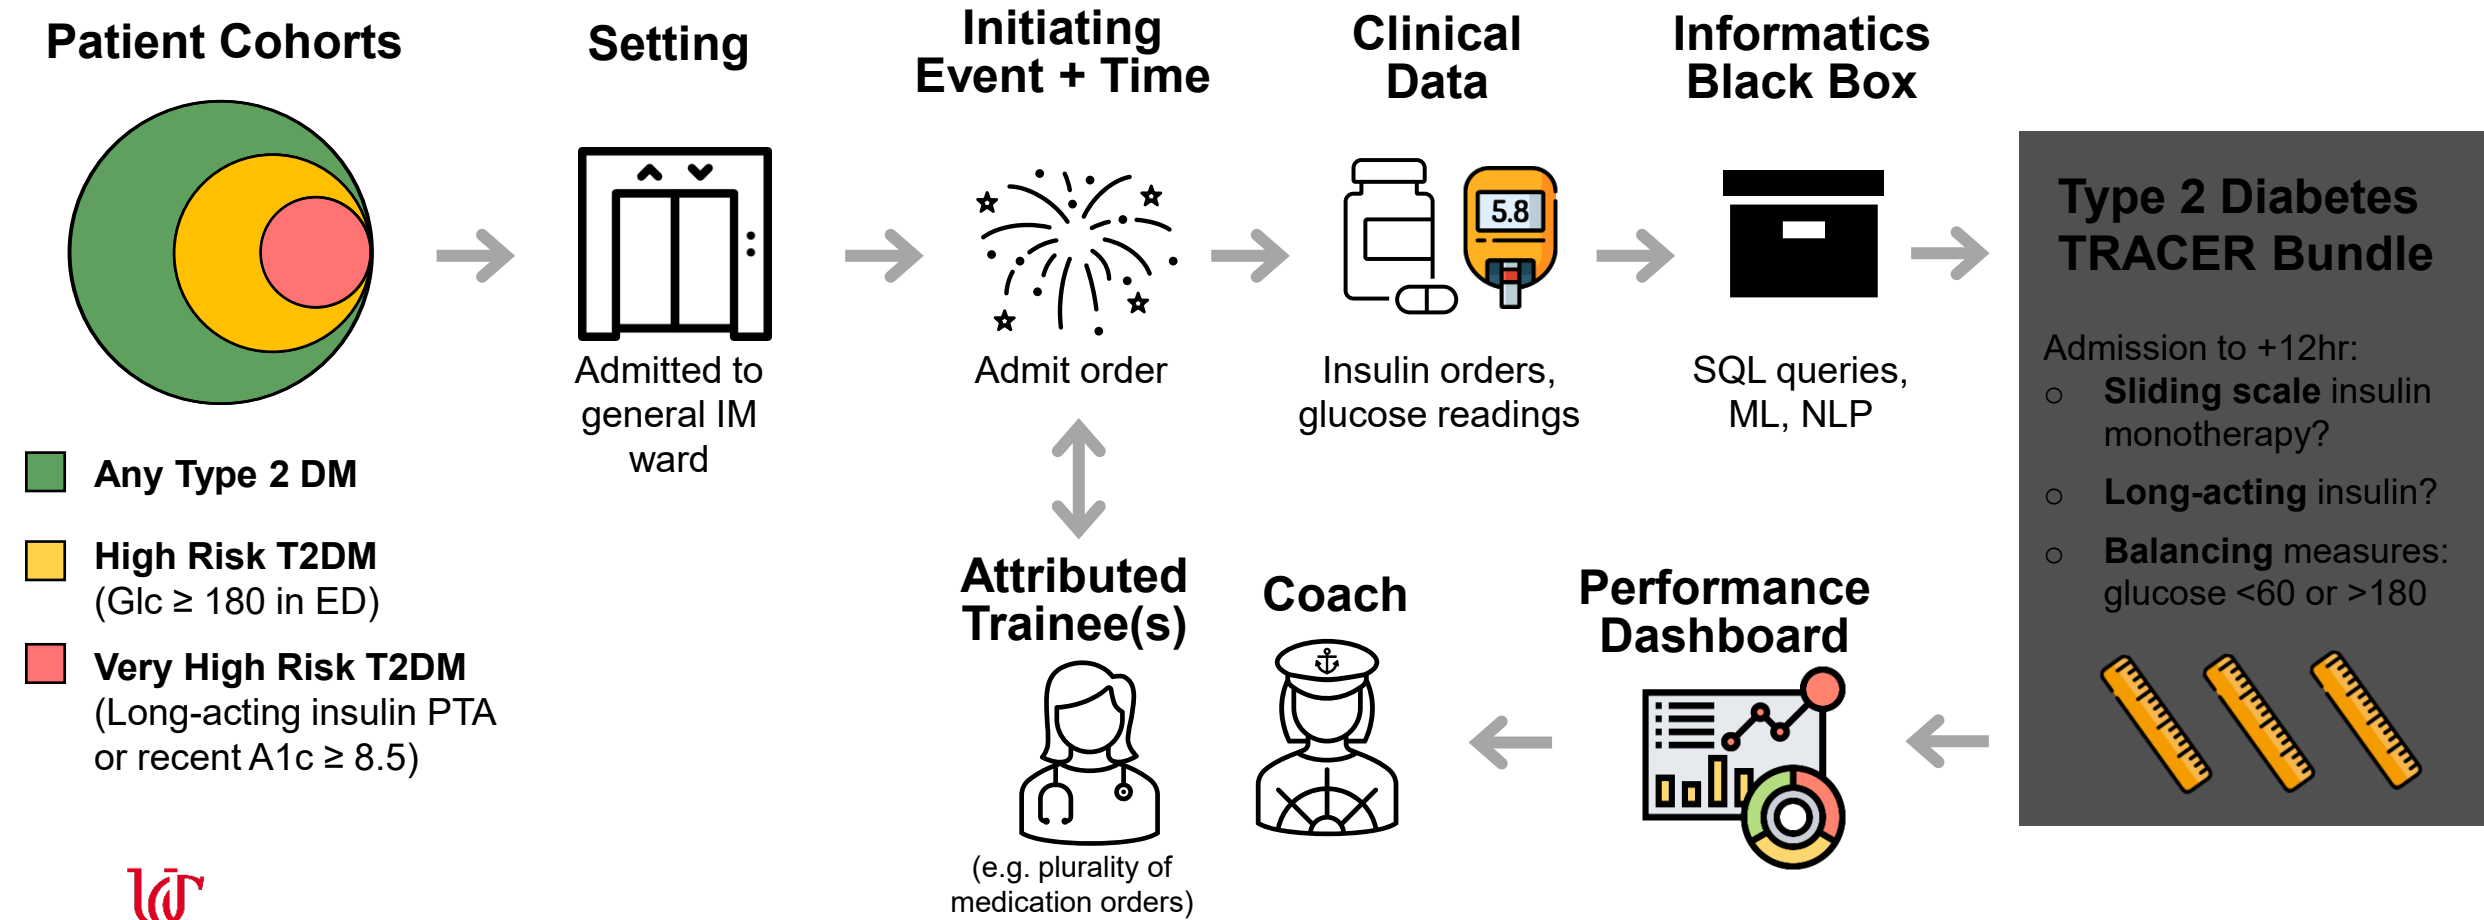 Patient Cohorts
Any Type 2 DM
High Risk T2DM
(Glc ≥ 180 in ED)
Very High Risk T2DM
(Long-acting insulin PTA
or recent A1c ≥ 8.5)
Setting
Admitted to
general IM
ward
Initiating
Event + Time
Admit order
Clinical
Data
5.8
Insulin orders,
glucose readings
Informatics
Black Box
SQL queries,
ML, NLP
Type 2 Diabetes
TRACER Bundle
Admission to +12hr:
o Sliding scale insulin
monotherapy?
o Long-acting insulin?
o Balancing measures:
glucose <60 or >180
Performance
Dashboard
Coach
Attributed
Trainee(s)
(e.g. plurality of
medication orders)